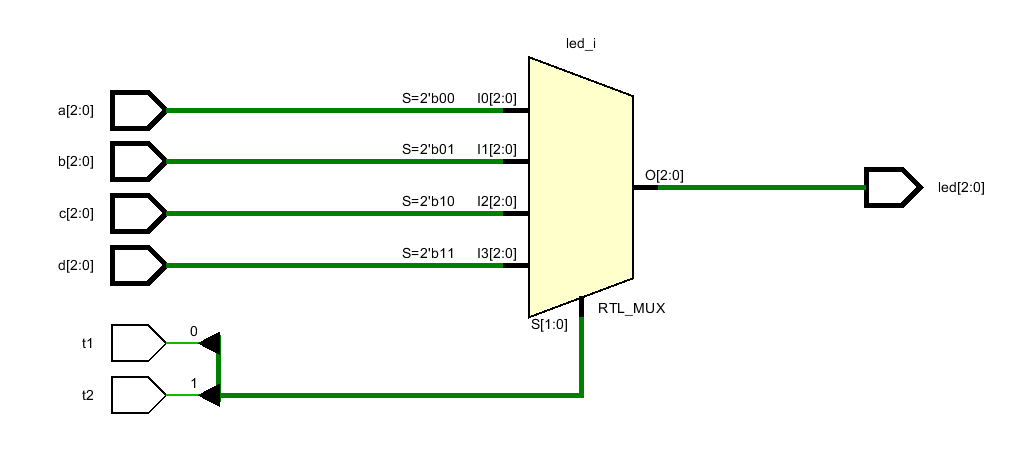 led_i
a[2:0] S=2'b00 I0[2:0]
b[2:0] S=2'b01 I1[2:0]
O[2:0] led[2:0]
c[2:0] S=2'b10 I2[2:0]
d[2:0] S=2'b11 I3[2:0]
RTL_MUX
S[1:0]
t1 0
t2 1